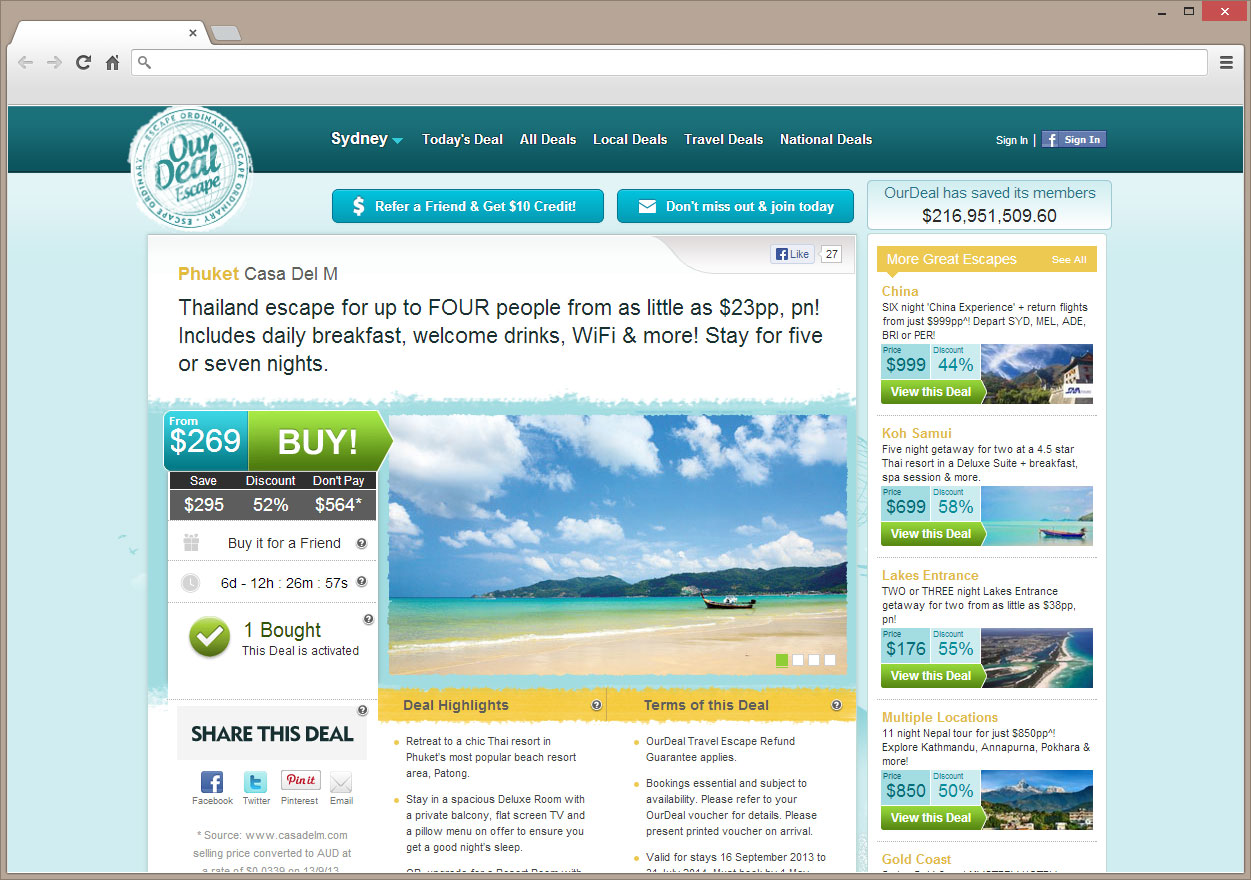 ESCAPE ORDINARY · ESCAPE ORDINARY · ESCAPE ORDINARY ·
Our
Deal
Escape
Sydney
Today's Deal
All Deals
Local Deals
Travel Deals
National Deals
Sign In |
f Sign In
$ Refer a Friend & Get $10 Credit!
Don't miss out & join today
OurDeal has saved its members
$216,951,509.60
Like
27
Phuket Casa Del M
Thailand escape for up to FOUR people from as little as $23pp, pn!
Includes daily breakfast, welcome drinks, WiFi & more! Stay for five
or seven nights.
From
$269
BUY!
Save Discount Don't Pay
$295 52% $564*
Buy it for a Friend ?
6d - 12h : 26m : 57s ?
?
1 Bought
This Deal is activated
?
SHARE THIS DEAL
Pin it
Facebook Twitter Pinterest Email
* Source: www.casadelm.com
selling price converted to AUD at
a rate of $0.0339 on 13/9/13
Deal Highlights ?
Retreat to a chic Thai resort in
Phuket's most popular beach resort
area, Patong.
Stay in a spacious Deluxe Room with
a private balcony, flat screen TV and
a pillow menu on offer to ensure you
get a good night's sleep.
OR, upgrade for a Resort Room with
Terms of this Deal ?
OurDeal Travel Escape Refund
Guarantee applies.
Bookings essential and subject to
availability. Please refer to your
OurDeal voucher for details. Please
present printed voucher on arrival.
Valid for stays 16 September 2013 to
31 July 2014. Must book by 1 May
More Great Escapes
See All
China
SIX night 'China Experience' + return flights
from just $999pp^! Depart SYD, MEL, ADE,
BRI or PER!
Price Discount
$999 44%
View this Deal
Koh Samui
Five night getaway for two at a 4.5 star
Thai resort in a Deluxe Suite + breakfast,
spa session & more.
Price Discount
$699 58%
View this Deal
Lakes Entrance
TWO or THREE night Lakes Entrance
getaway for two from as little as $38pp,
pn!
Price Discount
$176 55%
View this Deal
Multiple Locations
11 night Nepal tour for just $850pp^!
Explore Kathmandu, Annapurna, Pokhara &
more!
Price Discount
$850 50%
View this Deal
Gold Coast